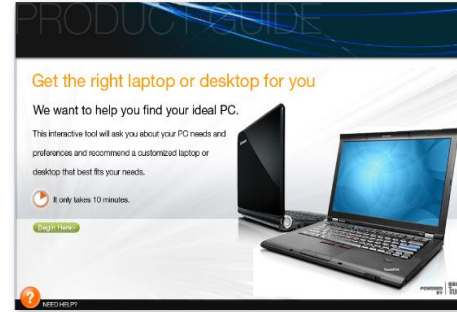 PRODUCT GUIDE
Get the right laptop or desktop for you
We want to help you find your ideal PC.
This interactive tool will ask you about your PC needs and
preferences and recommend a customized laptop or
desktop that best fits your needs.
It only takes 10 minutes.
Begin Here>
lenovo
ThinkPad
POWERED
BY
? NEED HELP?